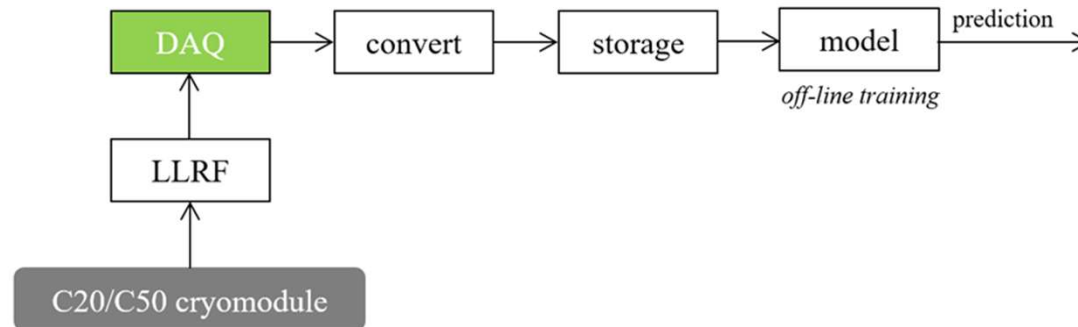 DAQ
convert
storage
model
prediction
off-line training
LLRF
C20/C50 cryomodule